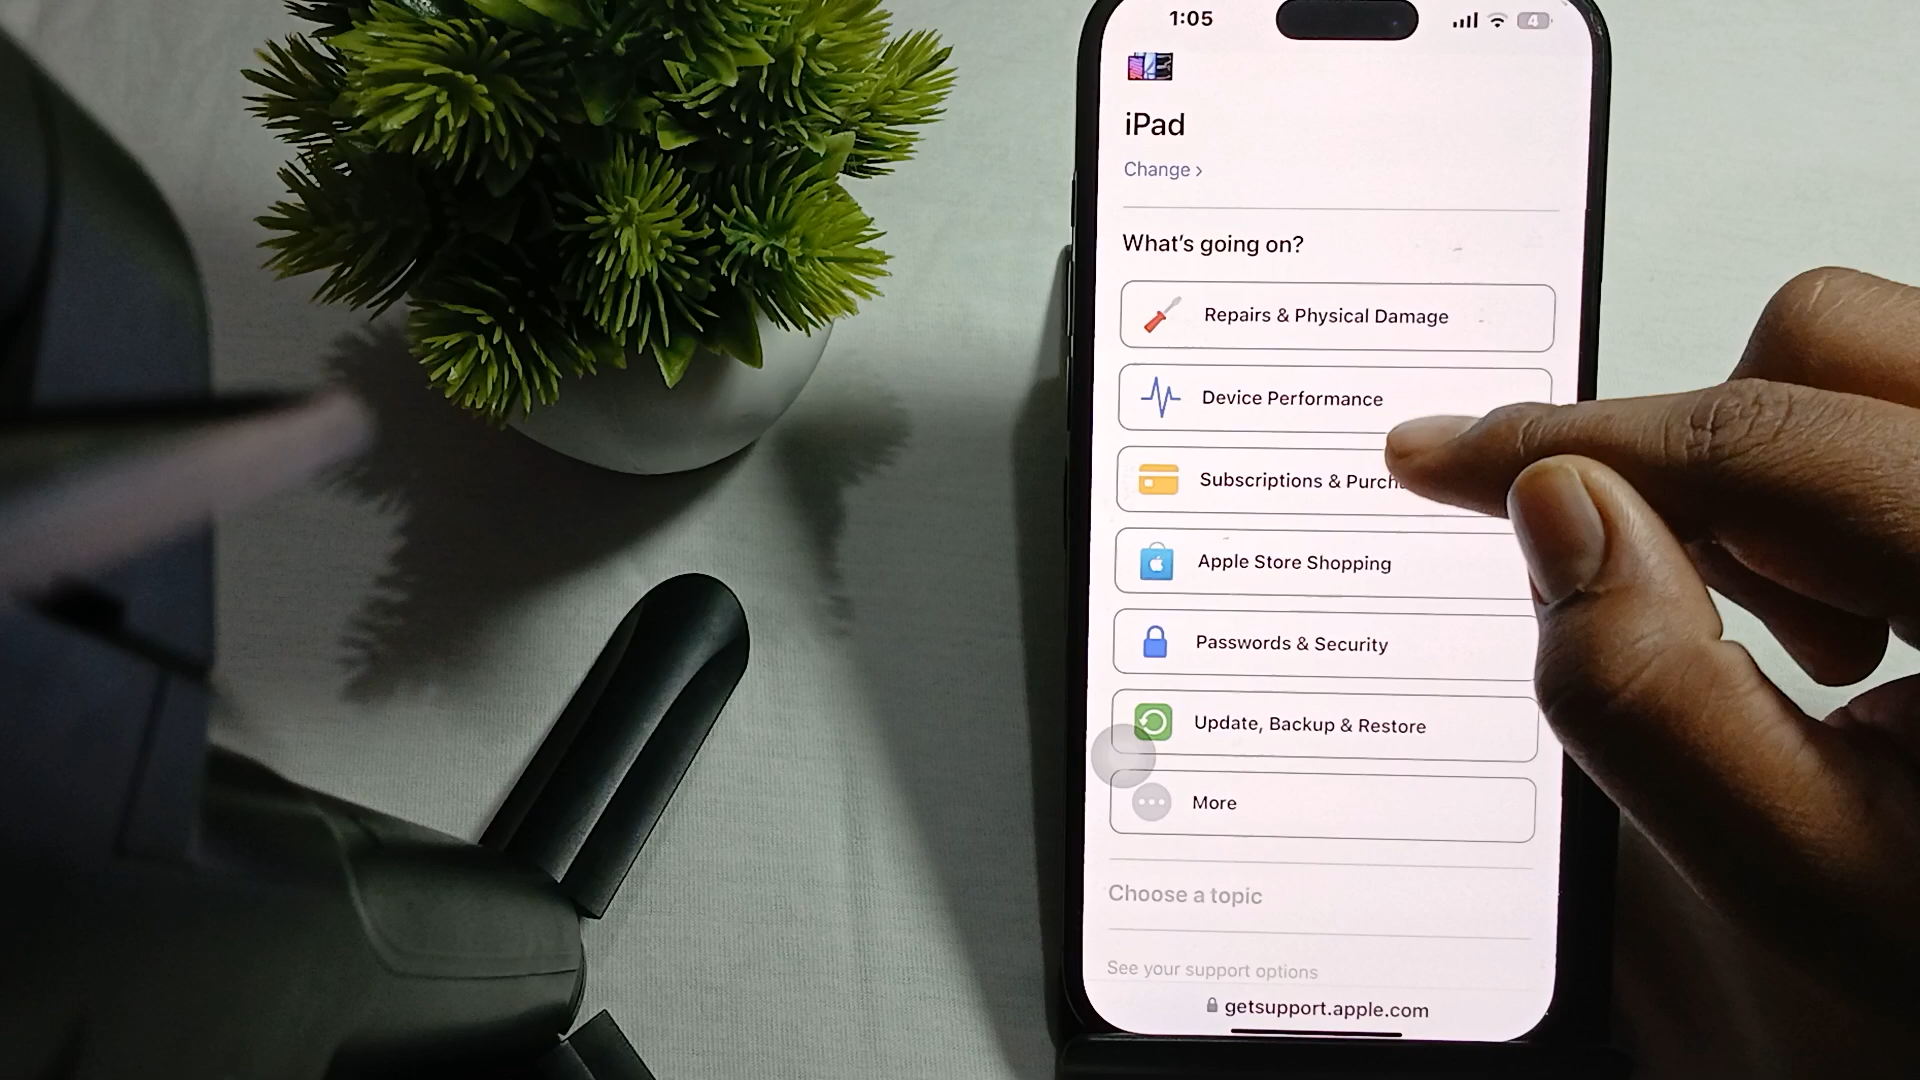 1:05
4
iPad
Change ›
What's going on?
Repairs & Physical Damage
Device Performance
Subscriptions &
Apple Store Shopping
Passwords & Security
Update, Backup & Restore
More
Choose a topic
See your support options
getsupport.apple.com